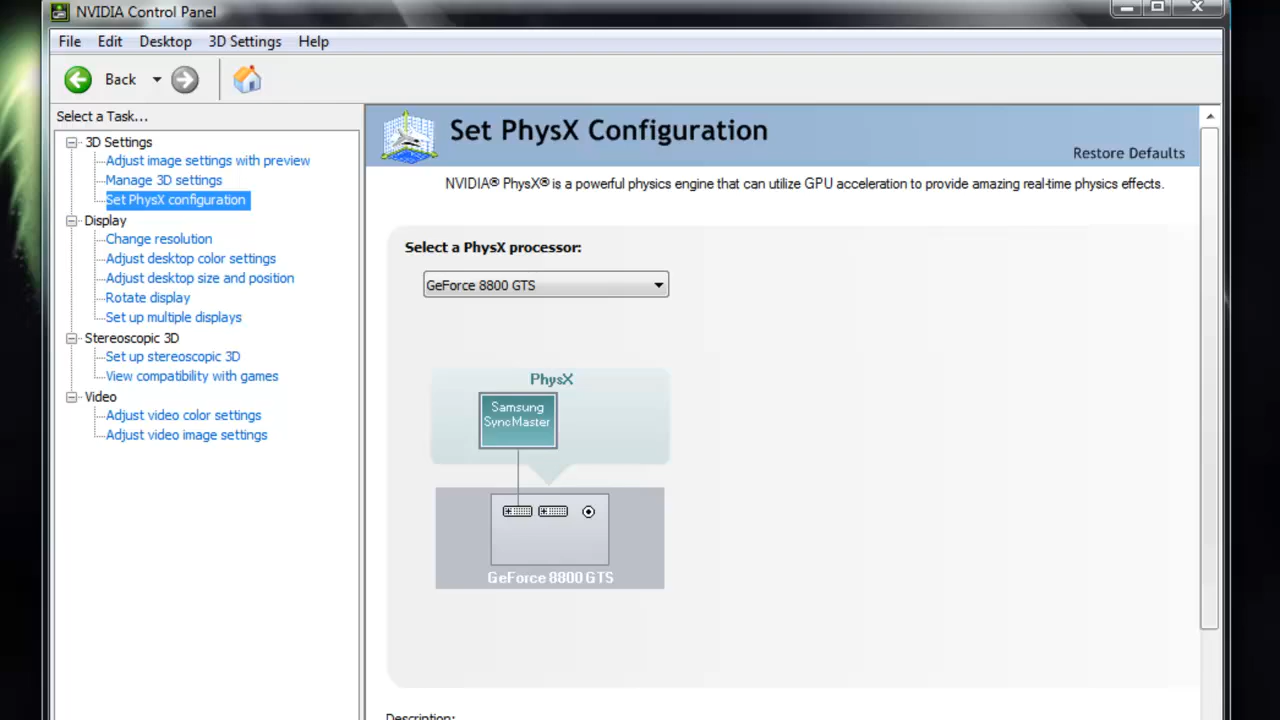 NVIDIA Control Panel
File Edit Desktop 3D Settings Help
Back
Select a Task...
3D Settings
Adjust image settings with preview
Manage 3D settings
Set PhysX configuration
Display
Change resolution
Adjust desktop color settings
Adjust desktop size and position
Rotate display
Set up multiple displays
Stereoscopic 3D
Set up stereoscopic 3D
View compatibility with games
Video
Adjust video color settings
Adjust video image settings
Set PhysX Configuration
Restore Defaults
NVIDIA® PhysX® is a powerful physics engine that can utilize GPU acceleration to provide amazing real-time physics effects.
Select a PhysX processor:
GeForce 8800 GTS
PhysX
Samsung
SyncMaster
GeForce 8800 GTS
Description: